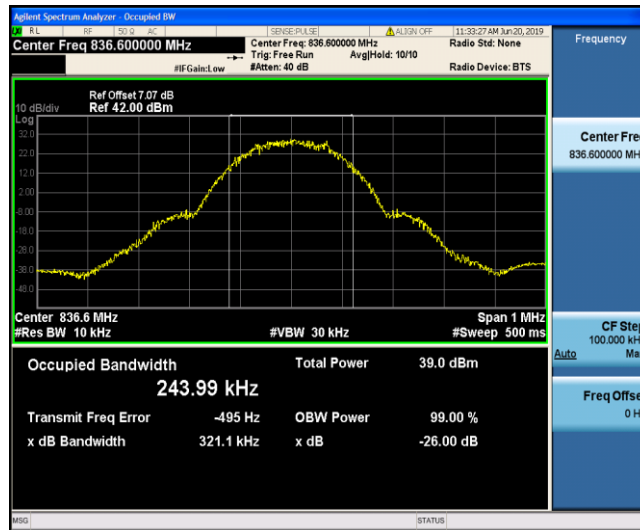 Agilent Spectrum Analyzer - Occupied BW
RL RF 50 Ω AC SENSE:PULSE ALIGN OFF 11:33:27 AM Jun 20, 2019
Center Freq 836.600000 MHz Center Freq: 836.600000 MHz Radio Std: None
Trig: Free Run Avg|Hold: 10/10
#IFGain:Low #Atten: 40 dB Radio Device: BTS
Ref Offset 7.07 dB
10 dB/div Ref 42.00 dBm
Log
32.0
22.0
12.0
2.00
-8.00
-18.0
-28.0
-38.0
-48.0
Center 836.6 MHz Span 1 MHz
#Res BW 10 kHz #VBW 30 kHz #Sweep 500 ms
Occupied Bandwidth Total Power 39.0 dBm
243.99 kHz
Transmit Freq Error -495 Hz OBW Power 99.00 %
x dB Bandwidth 321.1 kHz x dB -26.00 dB
MSG STATUS
Frequency
Center Fre
836.600000 MH
CF Step
100.000 kH
Auto Ma
Freq Offse
0 H